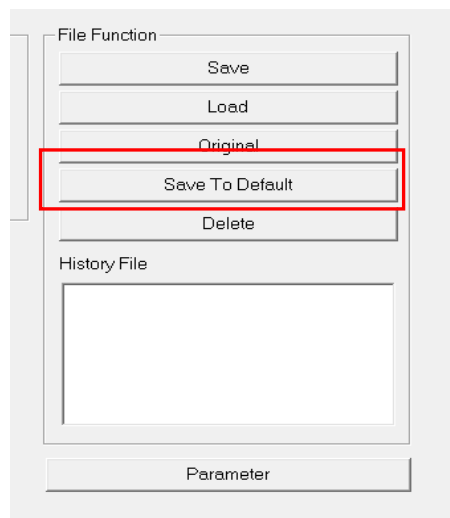 File Function
Save
Load
Original
Save To Default
Delete
History File
Parameter